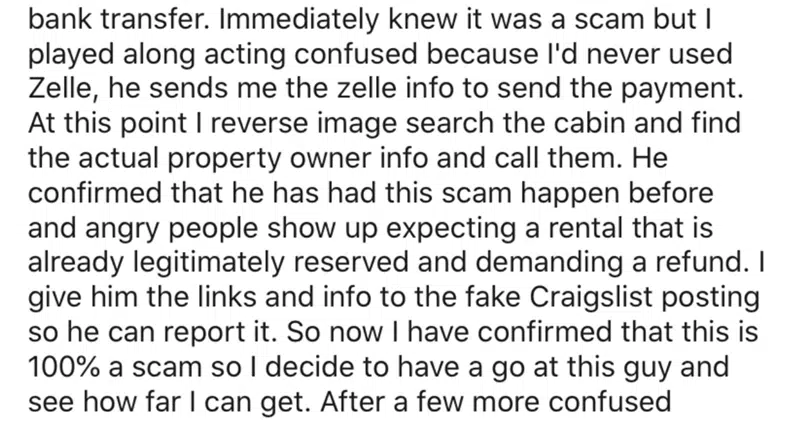 bank transfer. Immediately knew it was a scam but I
played along acting confused because I'd never used
Zelle, he sends me the zelle info to send the payment.
At this point I reverse image search the cabin and find
the actual property owner info and call them. He
confirmed that he has had this scam happen before
and angry people show up expecting a rental that is
already legitimately reserved and demanding a refund. I
give him the links and info to the fake Craigslist posting
so he can report it. So now I have confirmed that this is
100% a scam so I decide to have a go at this guy and
see how far I can get. After a few more confused